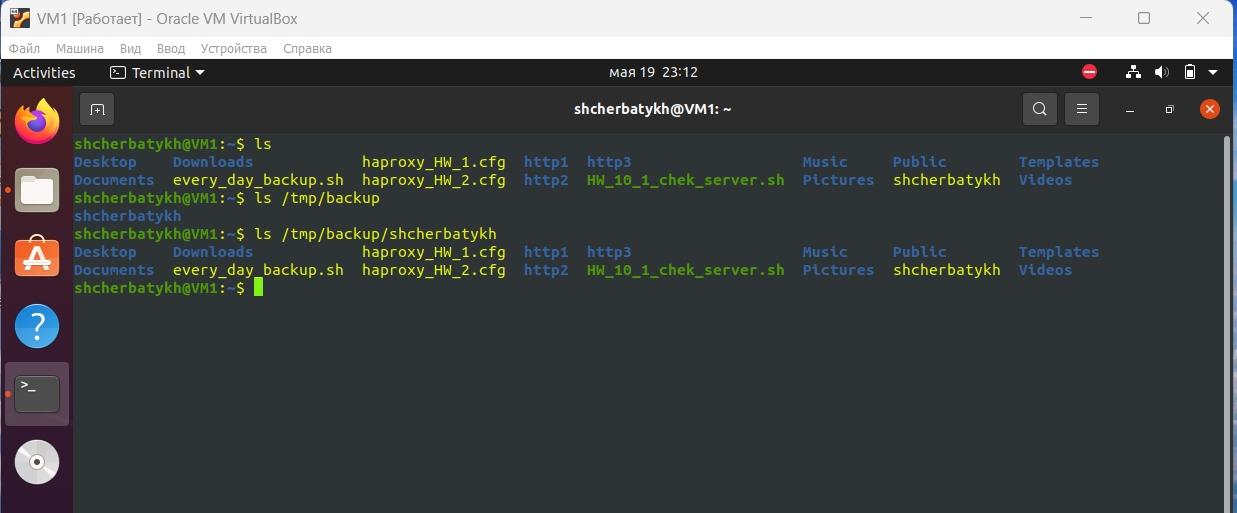 VM1 [Работает] - Oracle VM VirtualBox
Файл Машина Вид Ввод Устройства Справка
Activities Terminal мая 19 23:12
shcherbatykh@VM1: ~
shcherbatykh@VM1:~$ ls
Desktop Downloads haproxy_HW_1.cfg http1 http3 Music Public Templates
Documents every_day_backup.sh haproxy_HW_2.cfg http2 HW_10_1_chek_server.sh Pictures shcherbatykh Videos
shcherbatykh@VM1:~$ ls /tmp/backup
shcherbatykh
shcherbatykh@VM1:~$ ls /tmp/backup/shcherbatykh
Desktop Downloads haproxy_HW_1.cfg http1 http3 Music Public Templates
Documents every_day_backup.sh haproxy_HW_2.cfg http2 HW_10_1_chek_server.sh Pictures shcherbatykh Videos
shcherbatykh@VM1:~$